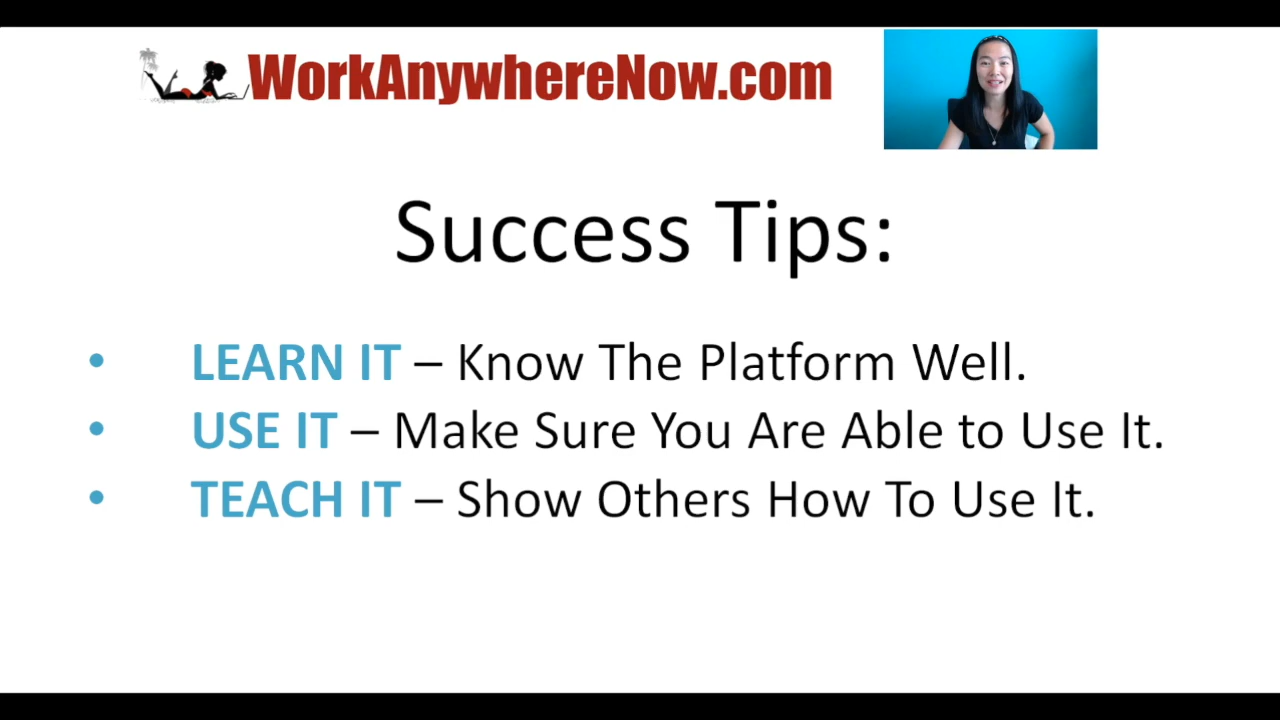 WorkAnywhereNow.com
Success Tips:
• LEARN IT – Know The Platform Well.
• USE IT – Make Sure You Are Able to Use It.
• TEACH IT – Show Others How To Use It.